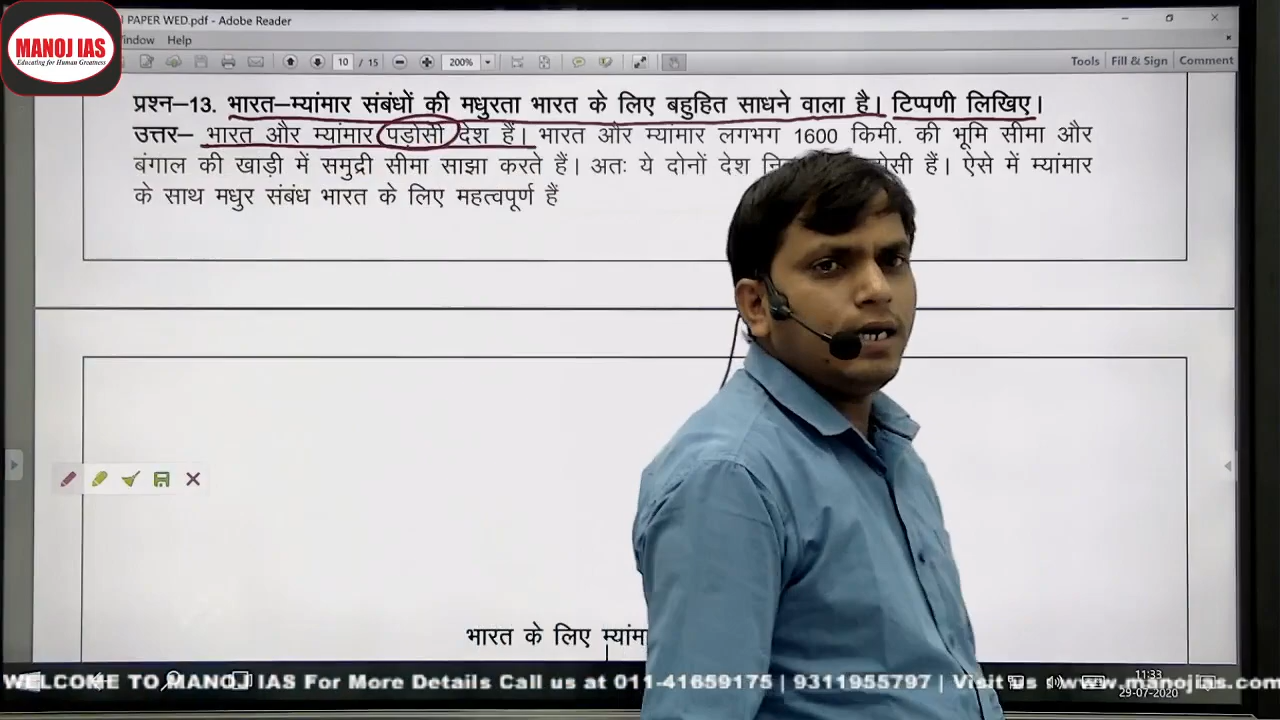 MANOJ IAS
Educating for Human Greatness
PAPER WED.pdf - Adobe Reader
Window Help
10 / 15 200% Tools Fill & Sign Comment
प्रश्न–13. भारत–म्यांमार संबंधों की मधुरता भारत के लिए बहुहित साधने वाला है। टिप्पणी लिखिए।
उत्तर– भारत और म्यांमार पडोसी देश हैं। भारत और म्यांमार लगभग 1600 किमी. की भूमि सीमा और
बंगाल की खाड़ी में समुद्री सीमा साझा करते हैं। अतः ये दोनों देश हैं। ऐसे में म्यांमार
के साथ मधुर संबंध भारत के लिए महत्वपूर्ण हैं
भारत के लिए
11:33
29-07-2020
WELCOME TO MANOJ IAS For More Details Call us at 011-41659175 | 9311955797 | Visit us : www.manojias.com